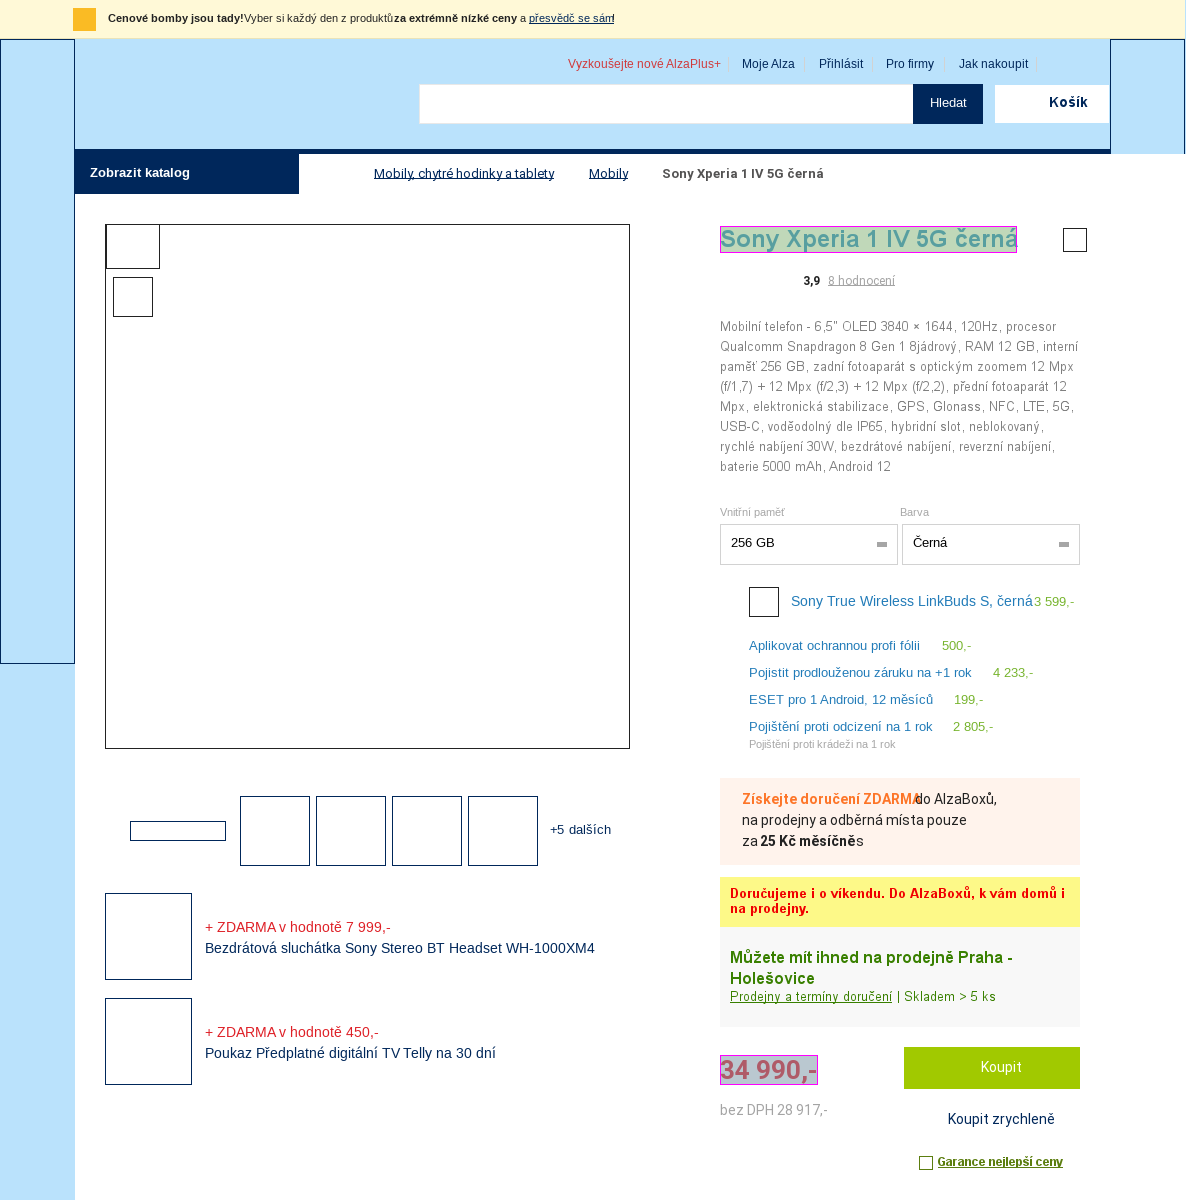 Cenové bomby jsou tady!Vyber si každý den z produktů za extrémně nízké ceny a přesvědč se sám!
Vyzkoušejte nové AlzaPlus+
Moje Alza
Přihlásit
Pro firmy
Jak nakoupit
Hledat
Košík
Zobrazit katalog
Mobily, chytré hodinky a tablety
Mobily
Sony Xperia 1 IV 5G černá
Sony Xperia 1 IV 5G černá
3,9 8 hodnocení
Mobilní telefon - 6,5" OLED 3840 × 1644, 120Hz, procesor
Qualcomm Snapdragon 8 Gen 1 8jádrový, RAM 12 GB, interní
paměť 256 GB, zadní fotoaparát s optickým zoomem 12 Mpx
(f/1,7) + 12 Mpx (f/2,3) + 12 Mpx (f/2,2), přední fotoaparát 12
Mpx, elektronická stabilizace, GPS, Glonass, NFC, LTE, 5G,
USB-C, voděodolný dle IP65, hybridní slot, neblokovaný,
rychlé nabíjení 30W, bezdrátové nabíjení, reverzní nabíjení,
baterie 5000 mAh, Android 12
Vnitřní paměť
Barva
256 GB
Černá
Sony True Wireless LinkBuds S, černá 3 599,-
Aplikovat ochrannou profi fólii 500,-
Pojistit prodlouženou záruku na +1 rok 4 233,-
ESET pro 1 Android, 12 měsíců 199,-
Pojištění proti odcizení na 1 rok 2 805,-
Pojištění proti krádeži na 1 rok
+5 dalších
+ ZDARMA v hodnotě 7 999,-
Bezdrátová sluchátka Sony Stereo BT Headset WH-1000XM4
+ ZDARMA v hodnotě 450,-
Poukaz Předplatné digitální TV Telly na 30 dní
Získejte doručení ZDARMA do AlzaBoxů,
na prodejny a odběrná místa pouze
za 25 Kč měsíčně s
Doručujeme i o víkendu. Do AlzaBoxů, k vám domů i
na prodejny.
Můžete mít ihned na prodejně Praha -
Holešovice
Prodejny a termíny doručení | Skladem > 5 ks
34 990,-
Koupit
bez DPH 28 917,-
Koupit zrychleně
Garance nejlepší ceny